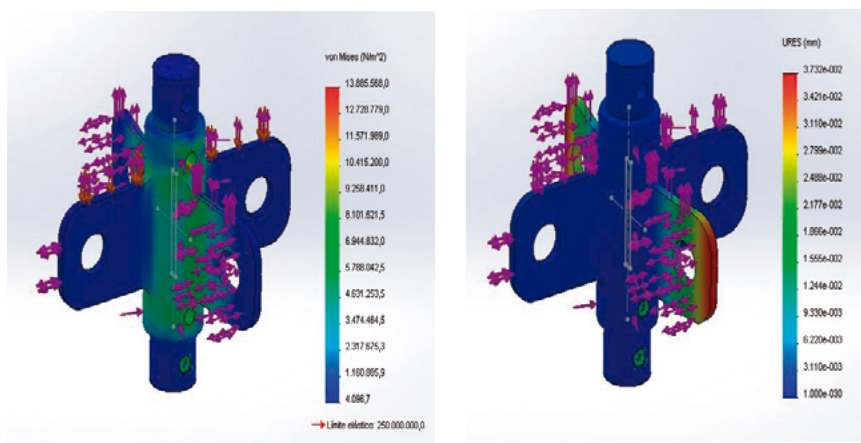 von Mises (N/m^2)
13.885.568,0
12.728.779,0
11.571.989,0
10.415.200,0
9.258.411,0
8.101.621,5
6.944.832,0
5.788.042,5
4.631.253,5
3.474.464,5
2.317.675,3
1.160.885,9
4.096,7
Límite elástico: 250.000.000,0
URES (mm)
3.732e-002
3.421e-002
3.110e-002
2.799e-002
2.488e-002
2.177e-002
1.866e-002
1.555e-002
1.244e-002
9.330e-003
6.220e-003
3.110e-003
1.000e-030